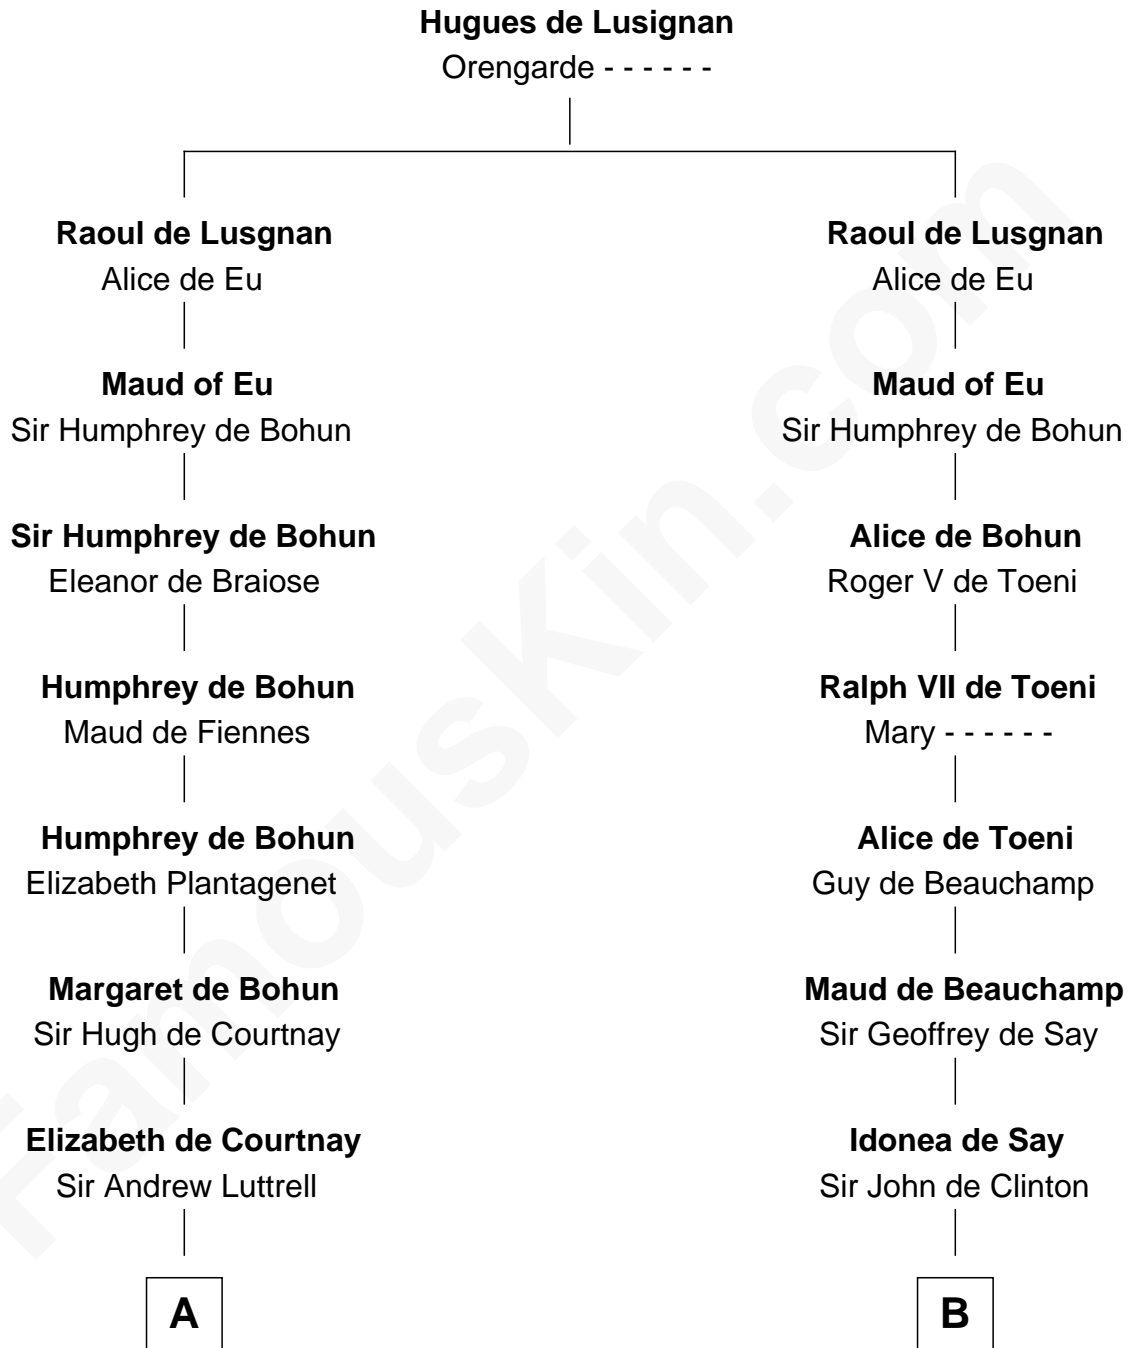 Hugues de Lusignan
Orengarde - - - - - -
Raoul de Lusgnan
Alice de Eu
Raoul de Lusgnan
Alice de Eu
Maud of Eu
Sir Humphrey de Bohun
Maud of Eu
Sir Humphrey de Bohun
Sir Humphrey de Bohun
Eleanor de Braiose
Alice de Bohun
Roger V de Toeni
Humphrey de Bohun
Maud de Fiennes
Ralph VII de Toeni
Mary - - - - - -
Humphrey de Bohun
Elizabeth Plantagenet
Alice de Toeni
Guy de Beauchamp
Margaret de Bohun
Sir Hugh de Courtnay
Maud de Beauchamp
Sir Geoffrey de Say
Elizabeth de Courtnay
Sir Andrew Luttrell
Idonea de Say
Sir John de Clinton
A
B
FamousKin.com